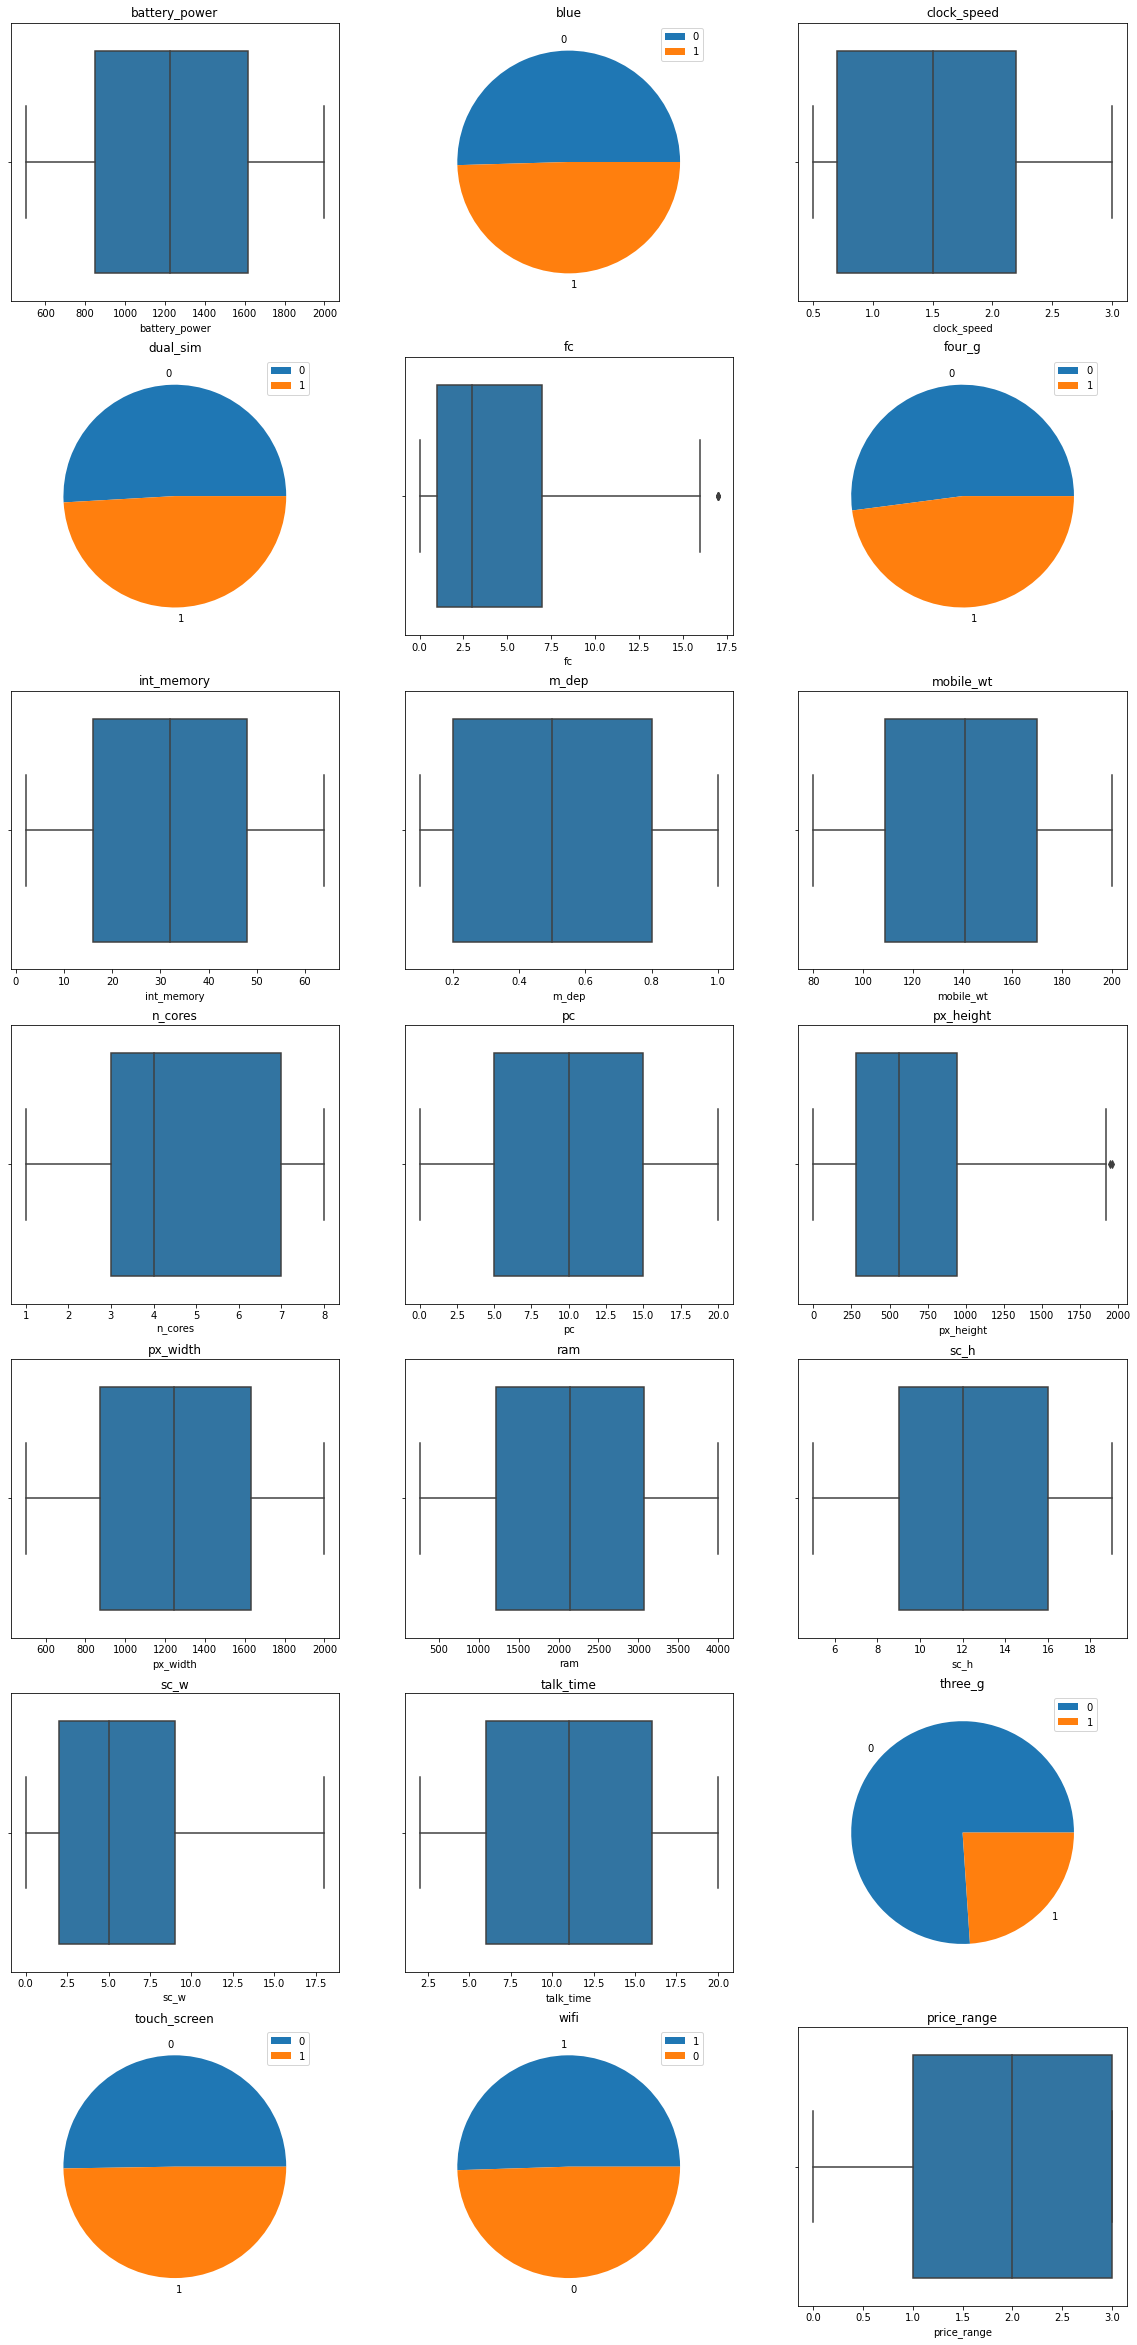 battery_power
600 800 1000 1200 1400 1600 1800 2000
battery_power
blue
0
1
0
1
clock_speed
0.5 1.0 1.5 2.0 2.5 3.0
clock_speed
dual_sim
0
1
0
1
fc
0.0 2.5 5.0 7.5 10.0 12.5 15.0 17.5
fc
four_g
0
1
0
1
int_memory
0 10 20 30 40 50 60
int_memory
m_dep
0.2 0.4 0.6 0.8 1.0
m_dep
mobile_wt
80 100 120 140 160 180 200
mobile_wt
n_cores
1 2 3 4 5 6 7 8
n_cores
pc
0.0 2.5 5.0 7.5 10.0 12.5 15.0 17.5 20.0
pc
px_height
0 250 500 750 1000 1250 1500 1750 2000
px_height
px_width
600 800 1000 1200 1400 1600 1800 2000
px_width
ram
500 1000 1500 2000 2500 3000 3500 4000
ram
sc_h
6 8 10 12 14 16 18
sc_h
sc_w
0.0 2.5 5.0 7.5 10.0 12.5 15.0 17.5
sc_w
talk_time
2.5 5.0 7.5 10.0 12.5 15.0 17.5 20.0
talk_time
three_g
0
1
0
1
touch_screen
0
1
0
1
wifi
1
0
1
0
price_range
0.0 0.5 1.0 1.5 2.0 2.5 3.0
price_range